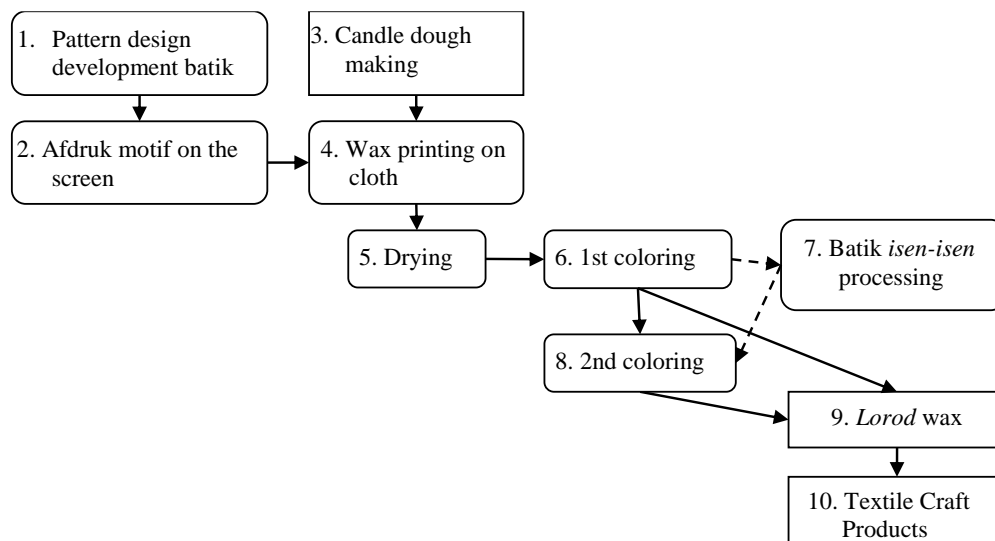 1. Pattern design
development batik
3. Candle dough
making
2. Afdruk motif on the
screen
4. Wax printing on
cloth
5. Drying
6. 1st coloring
7. Batik isen-isen
processing
8. 2nd coloring
9. Lorod wax
10. Textile Craft
Products